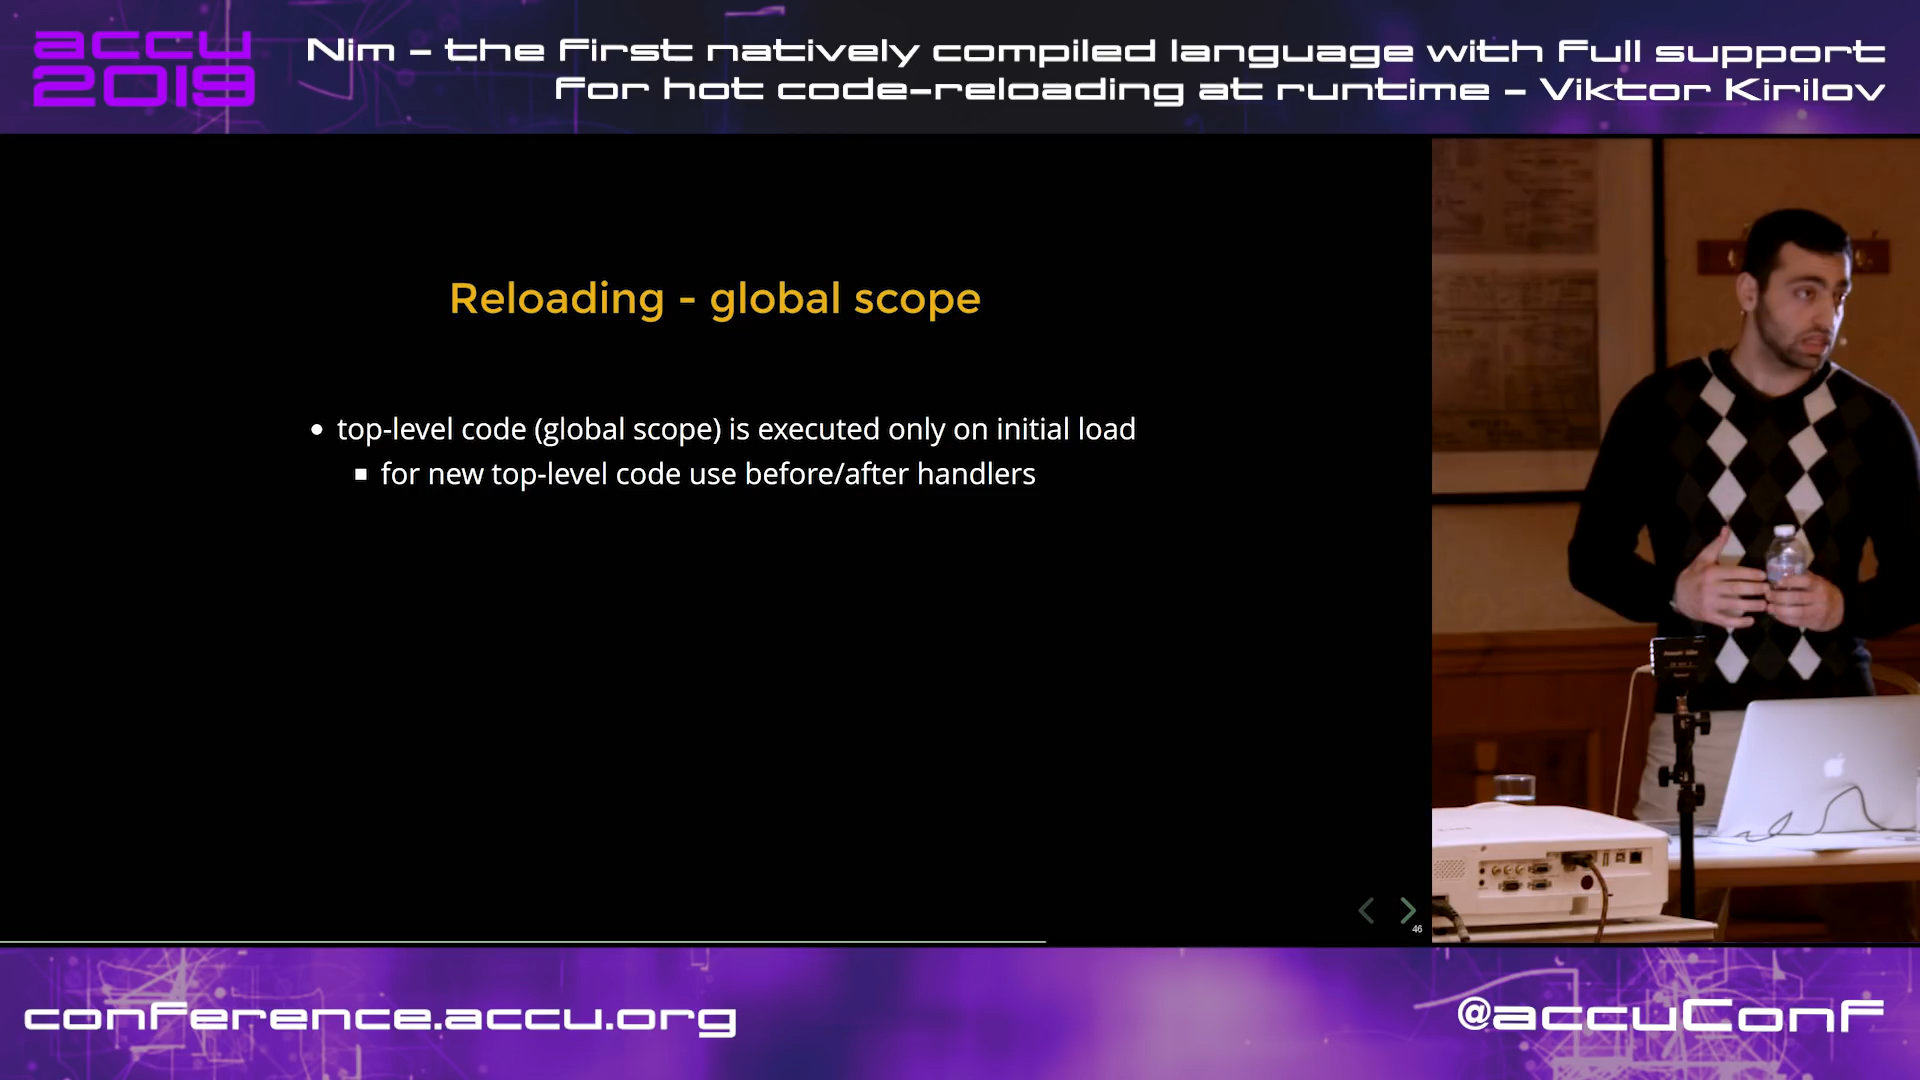 accu
2019
Nim - the first natively compiled language with full support
for hot code-reloading at runtime - Viktor Kirilov
Reloading - global scope
top-level code (global scope) is executed only on initial load
for new top-level code use before/after handlers
46
conference.accu.org
@accuConf